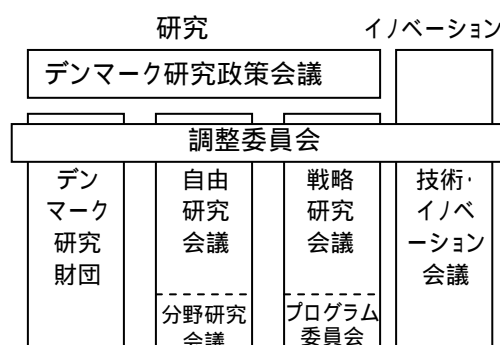 研究 イノベーション
デンマーク研究政策会議
調整委員会
デン
マーク
研究
財団
自由
研究
会議
戦略
研究
会議
技術・
イノベ
ーション
会議
分野研究
会議
プログラム
委員会